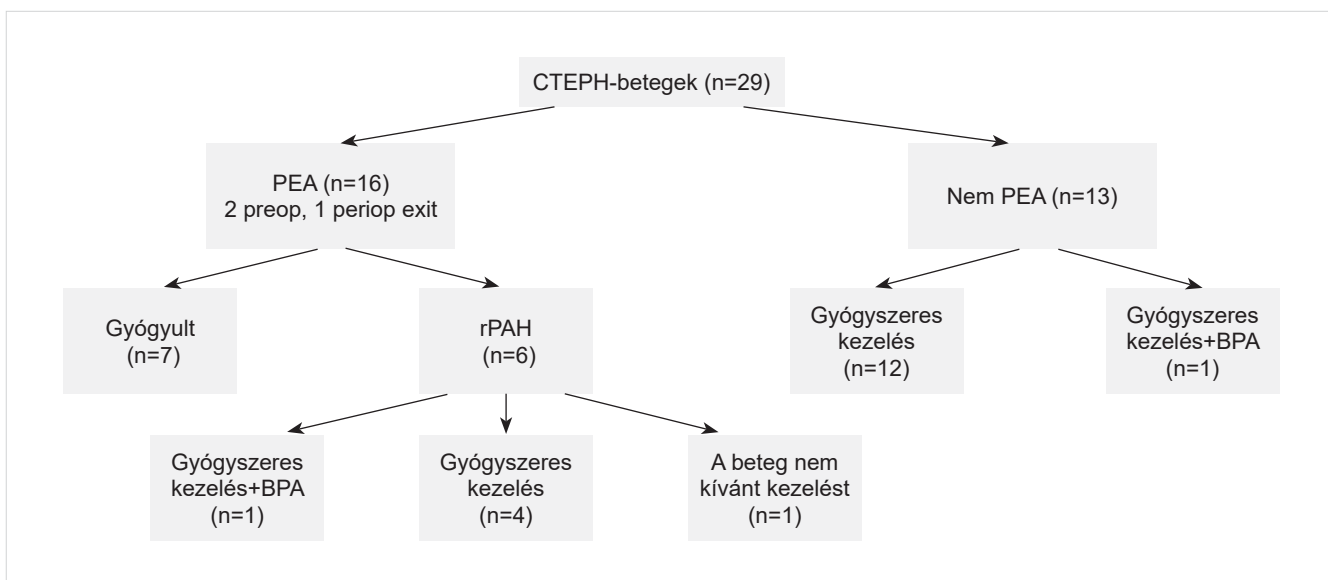 CTEPH-betegek (n=29)
PEA (n=16)
2 preop, 1 periop exit
Nem PEA (n=13)
Gyógyult
(n=7)
rPAH
(n=6)
Gyógyszeres
kezelés
(n=12)
Gyógyszeres
kezelés+BPA
(n=1)
Gyógyszeres
kezelés+BPA
(n=1)
Gyógyszeres
kezelés
(n=4)
A beteg nem
kívánt kezelést
(n=1)